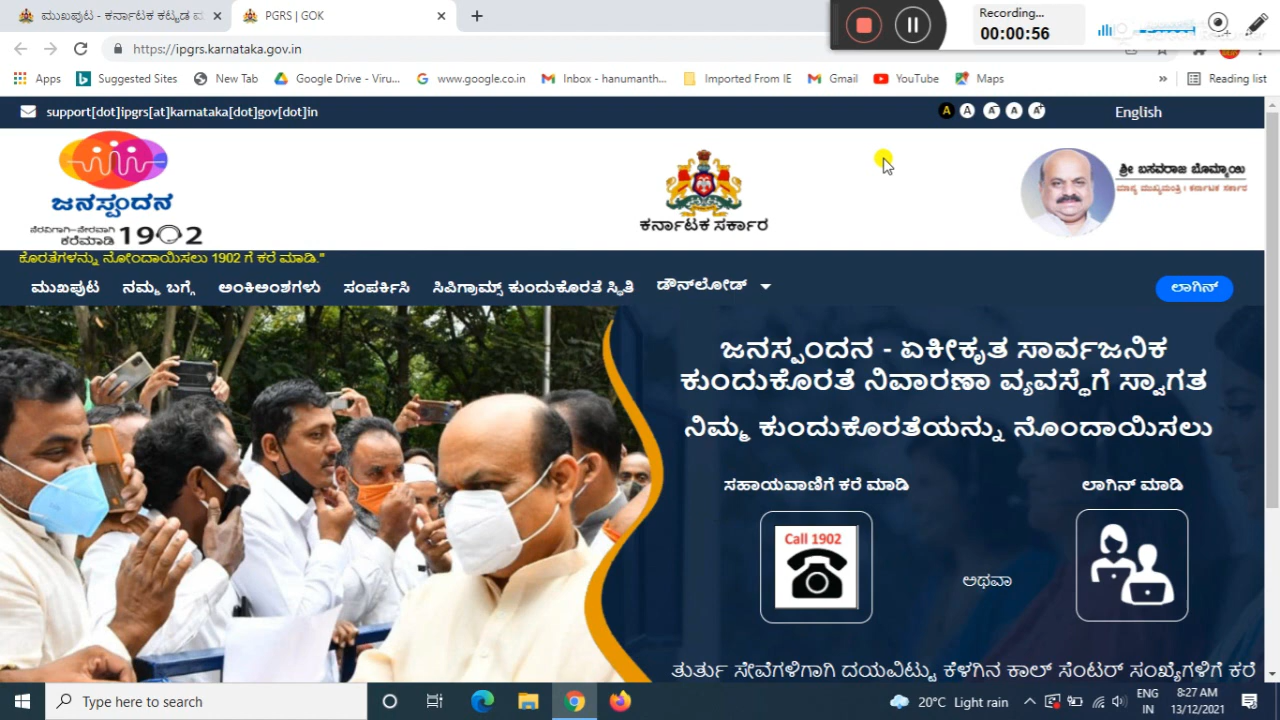 ಮುಖಪುಟ - ಕರ್ನಾಟಕ ಕಟ್ಟಡ
PGRS | GOK
Recording...
00:00:56
https://ipgrs.karnataka.gov.in
Apps
Suggested Sites
New Tab
Google Drive - Viru...
www.google.co.in
Inbox - hanumanth...
Imported From IE
Gmail
YouTube
Maps
»
Reading list
support[dot]ipgrs[at]karnataka[dot]gov[dot]in
A A A- A A+
English
ಜನಸ್ಪಂದನ
ಕರೆಮಾಡಿ 1902
ಕರ್ನಾಟಕ ಸರ್ಕಾರ
ಶ್ರೀ ಬಸವರಾಜ ಬೊಮ್ಮಾಯಿ
ಮಾನ್ಯ ಮುಖ್ಯಮಂತ್ರಿ | ಕರ್ನಾಟಕ ಸರ್ಕಾರ
ಕೊರತೆಗಳನ್ನು ನೋಂದಾಯಿಸಲು 1902 ಗೆ ಕರೆ ಮಾಡಿ."
ಮುಖಪುಟ
ನಮ್ಮ ಬಗ್ಗೆ
ಅಂಕಿಅಂಶಗಳು
ಸಂಪರ್ಕಿಸಿ
ಸಿಪಿಗ್ರಾಮ್ಸ್ ಕುಂದುಕೊರತೆ ಸ್ಥಿತಿ
ಡೌನ್‌ಲೋಡ್
ಲಾಗಿನ್
ಜನಸ್ಪಂದನ - ಏಕೀಕೃತ ಸಾರ್ವಜನಿಕ
ಕುಂದುಕೊರತೆ ನಿವಾರಣಾ ವ್ಯವಸ್ಥೆಗೆ ಸ್ವಾಗತ
ನಿಮ್ಮ ಕುಂದುಕೊರತೆಯನ್ನು ನೊಂದಾಯಿಸಲು
ಸಹಾಯವಾಣಿಗೆ ಕರೆ ಮಾಡಿ
ಲಾಗಿನ್ ಮಾಡಿ
Call 1902
ಅಥವಾ
ತುರ್ತು ಸೇವೆಗಳಿಗಾಗಿ ದಯವಿಟ್ಟು ಕೆಳಗಿನ ಕಾಲ್ ಸೆಂಟರ್ ಸಂಖ್ಯೆಗಳಿಗೆ ಕರೆ
Type here to search
20°C Light rain
ENG
IN
8:27 AM
13/12/2021